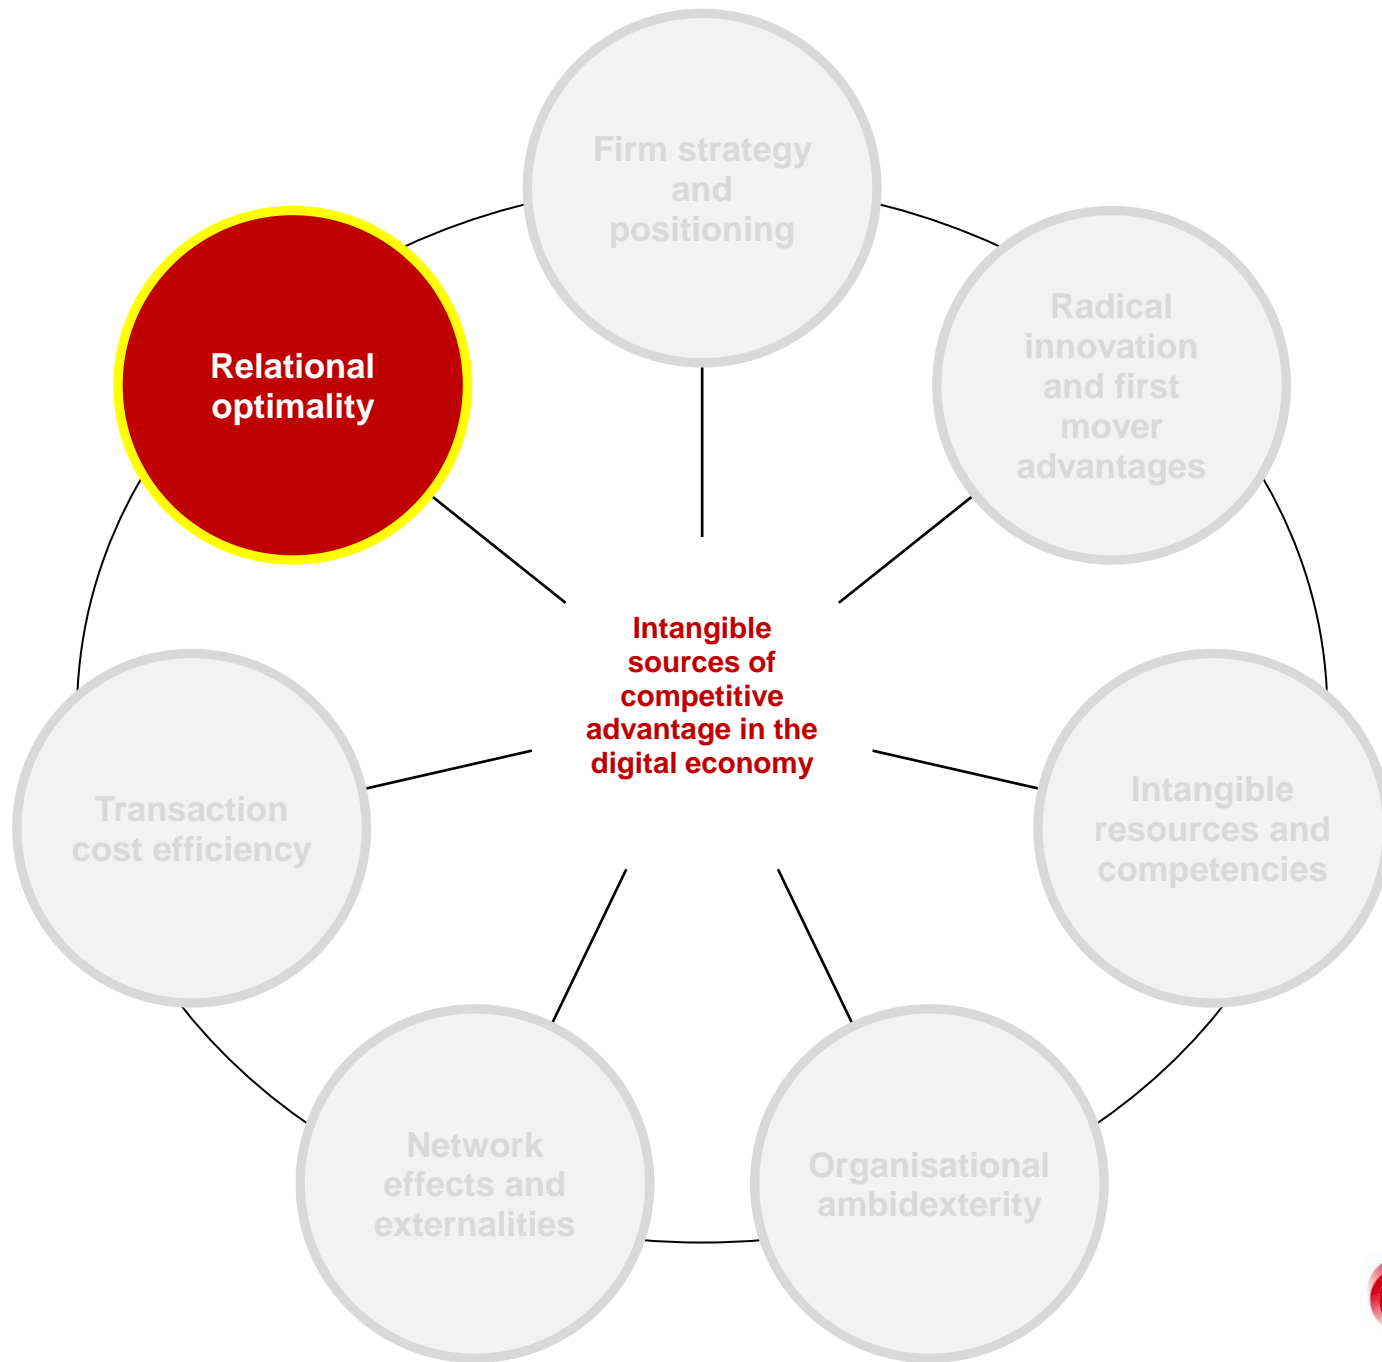 Firm strategy
and
positioning
Radical
innovation
and first
mover
advantages
Intangible
resources and
competencies
Organisational
ambidexterity
Network
effects and
externalities
Transaction
cost efficiency
Relational
optimality
Intangible
sources of
competitive
advantage in the
digital economy